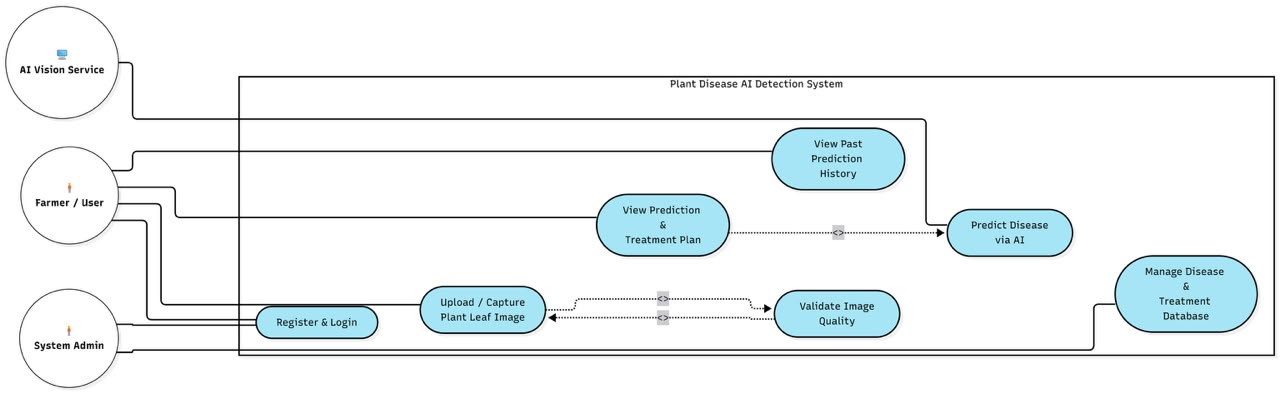 AI Vision Service
Plant Disease AI Detection System
View Past
Prediction
History
Farmer / User
View Prediction
&
Treatment Plan
<>
Predict Disease
via AI
Manage Disease
&
Treatment
Database
Upload / Capture
Plant Leaf Image
<>
<>
Validate Image
Quality
Register & Login
System Admin